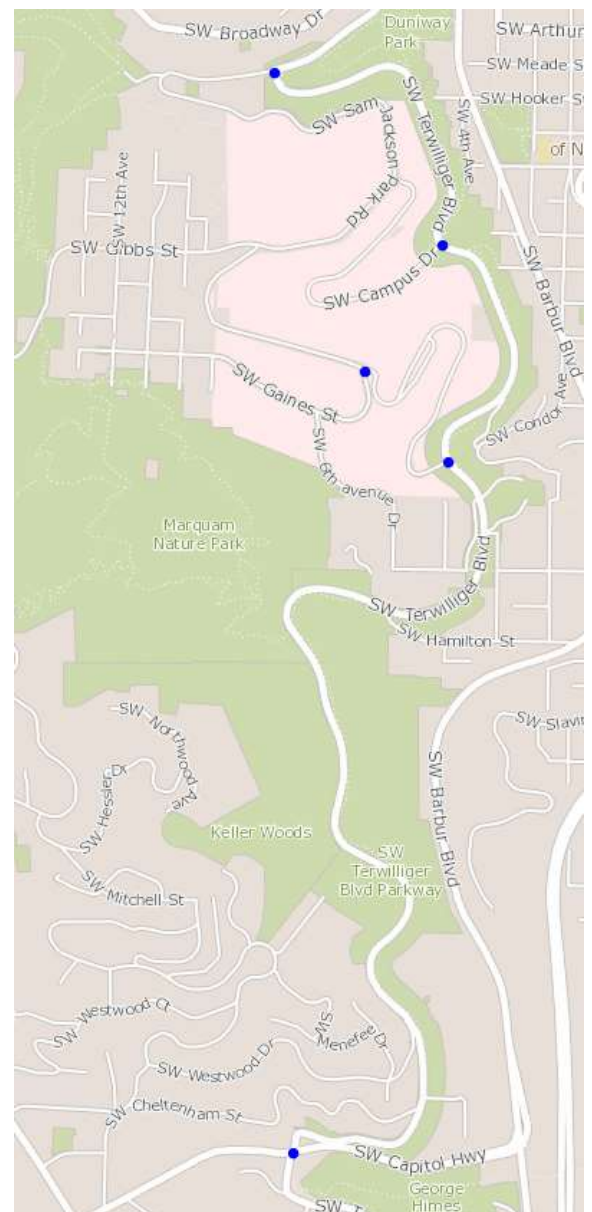 SW Broadway Dr
Duniway
Park
SW Arthur
SW Meade S
SW Hooker S
SW Sam Jackson Park Rd
SW Terwilliger Blvd
SW 4th Ave
of N
SW 12th Ave
SW Gibbs St
SW Campus Dr
SW Barbur Blvd
SW Gaines St
SW Condor Ave
SW 6th avenue Dr
Marquam
Nature Park
SW Terwilliger Blvd
SW Hamilton St
SW Northwood Ave
SW Slavi
SW Hessler Dr
SW Barbur Blvd
Keller Woods
SW
Terwilliger
Blvd Parkway
SW Mitchell St
SW Westwood Ct
SW
Menefee Dr
SW Westwood Dr
SW Cheltenham St
SW Capitol Hwy
George
Himes
SW T